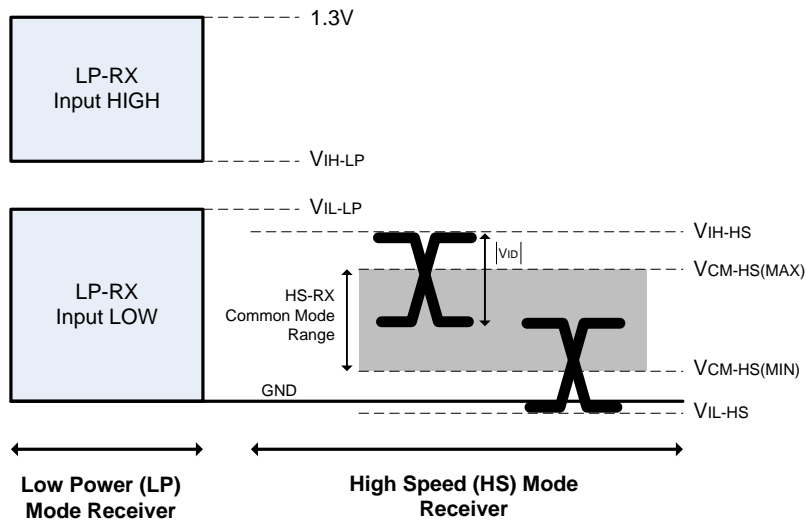 1.3V
LP-RX
Input HIGH
VIH-LP
VIL-LP
LP-RX
Input LOW
VIH-HS
|VID|
VCM-HS(MAX)
HS-RX
Common Mode
Range
VCM-HS(MIN)
GND
VIL-HS
Low Power (LP)
Mode Receiver
High Speed (HS) Mode
Receiver